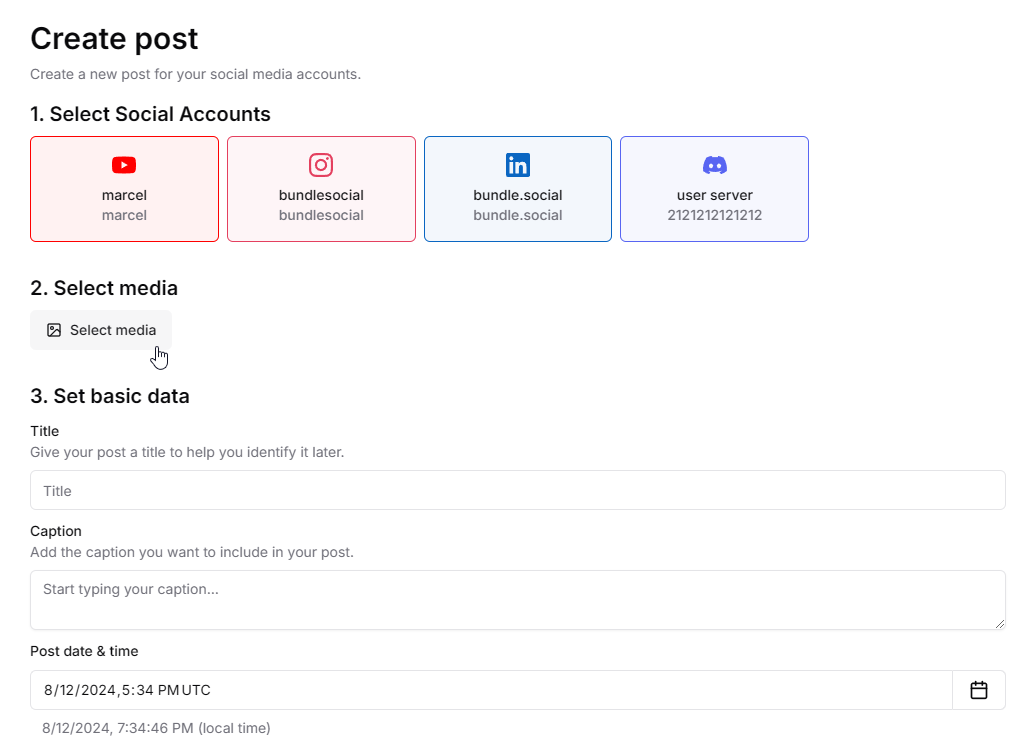 Create post
Create a new post for your social media accounts.
1. Select Social Accounts
marcel
marcel
bundlesocial
bundlesocial
in
bundle.social
bundle.social
user server
2121212121212
2. Select media
Select media
3. Set basic data
Title
Give your post a title to help you identify it later.
Title
Caption
Add the caption you want to include in your post.
Start typing your caption...
Post date & time
8/12/2024, 5:34 PM UTC
8/12/2024, 7:34:46 PM (local time)